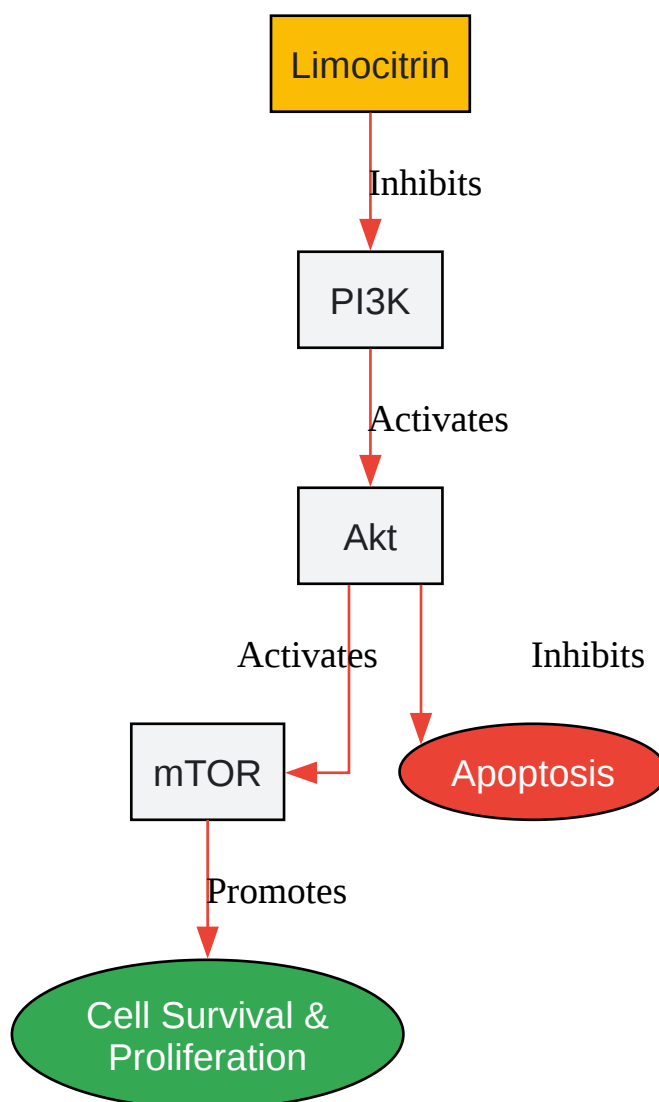 Limocitrin
Inhibits
PI3K
Activates
Akt
Activates
Inhibits
mTOR
Apoptosis
Promotes
Cell Survival &
Proliferation